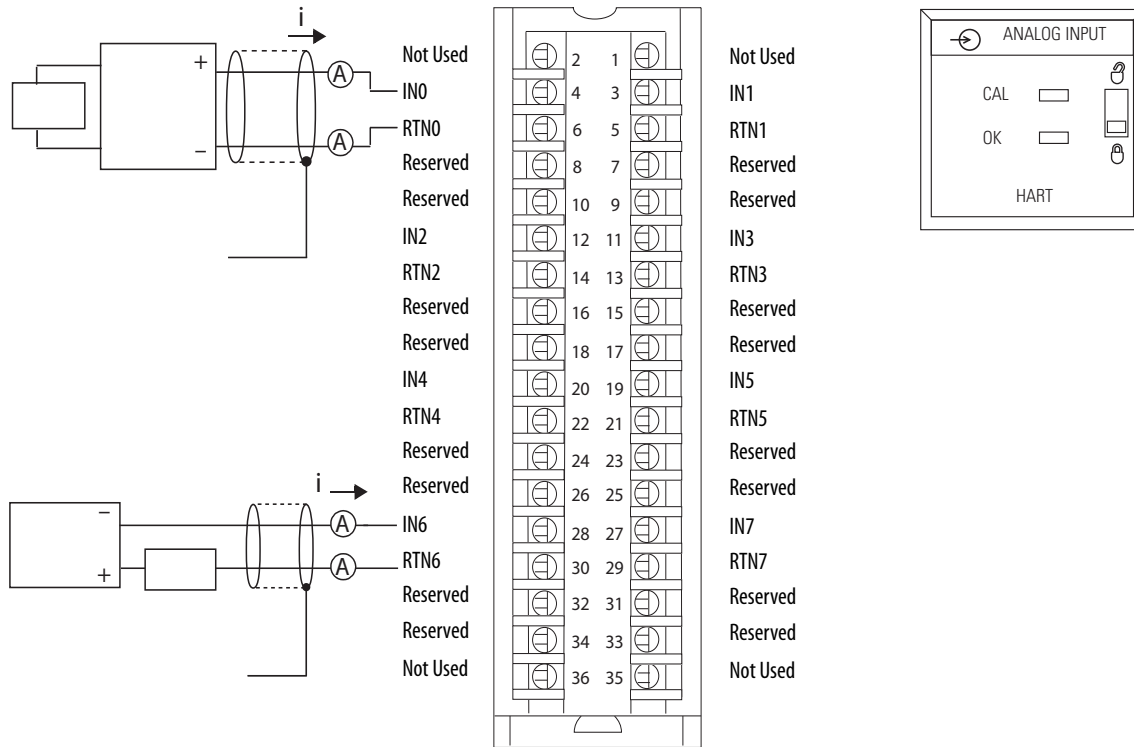 i
+
A
–
A
Not Used 2 1 Not Used
IN0 4 3 IN1
RTN0 6 5 RTN1
Reserved 8 7 Reserved
Reserved 10 9 Reserved
IN2 12 11 IN3
RTN2 14 13 RTN3
Reserved 16 15 Reserved
Reserved 18 17 Reserved
IN4 20 19 IN5
RTN4 22 21 RTN5
Reserved 24 23 Reserved
Reserved 26 25 Reserved
IN6 28 27 IN7
RTN6 30 29 RTN7
Reserved 32 31 Reserved
Reserved 34 33 Reserved
Not Used 36 35 Not Used
i
–
A
+
A
ANALOG INPUT
CAL
OK
HART